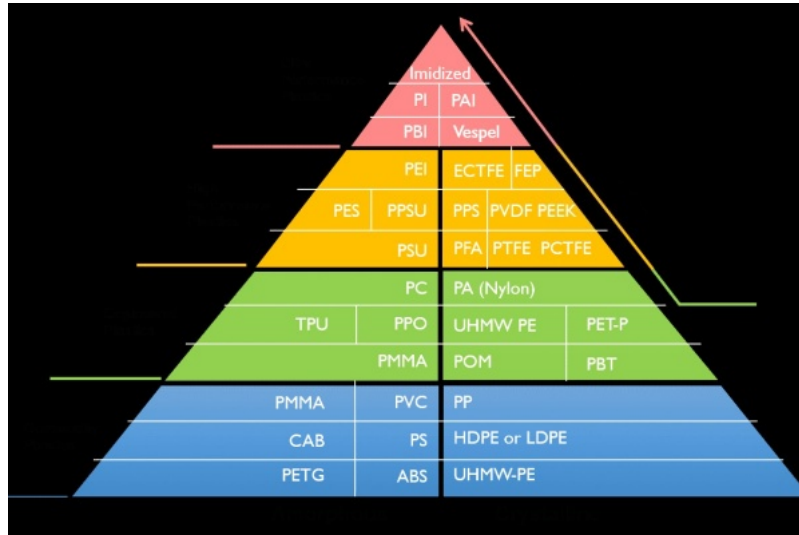 Imidized
PI PAI
PBI Vespel
PEI ECTFE FEP
PES PPSU PPS PVDF PEEK
PSU PFA PTFE PCTFE
PC PA (Nylon)
TPU PPO UHMW PE PET-P
PMMA POM PBT
PMMA PVC PP
CAB PS HDPE or LDPE
PETG ABS UHMW-PE